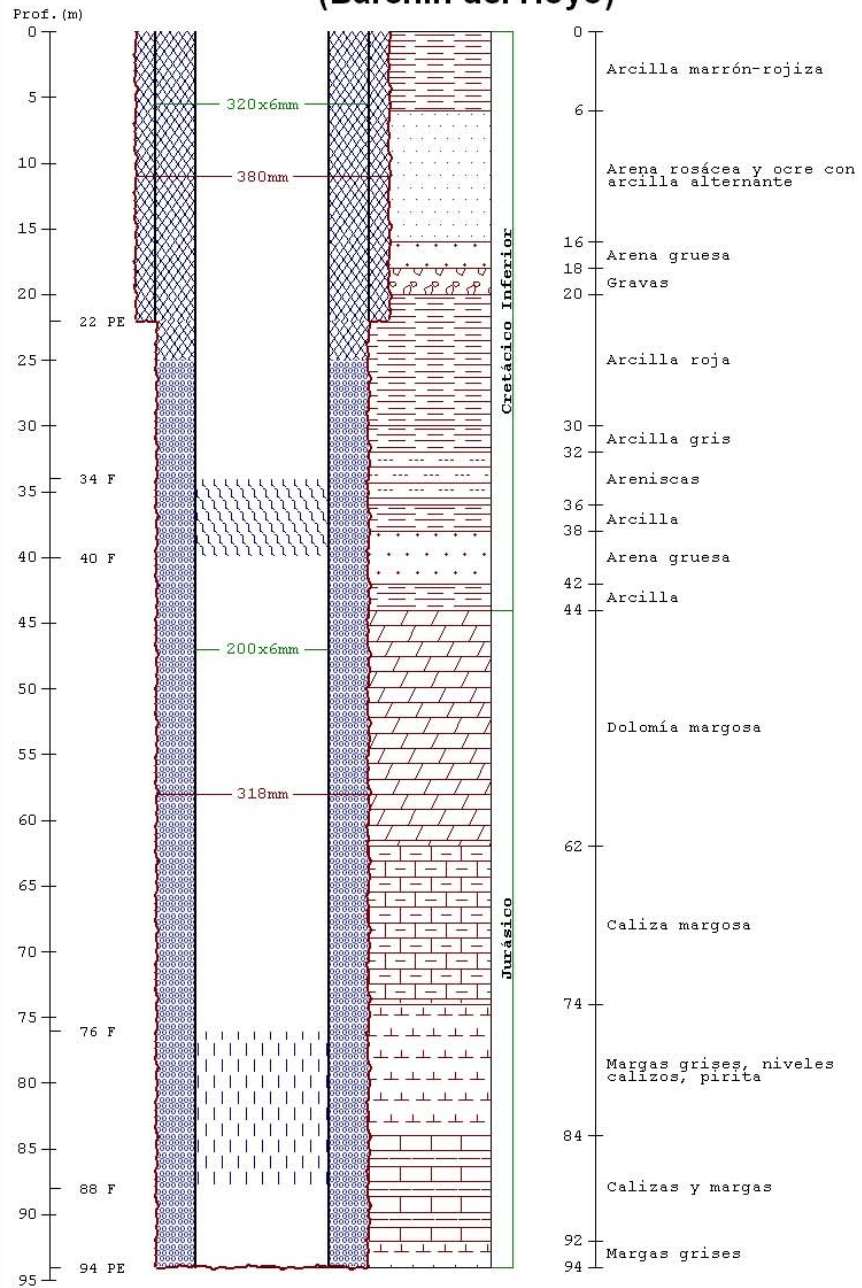 (Barchín del Hoyo)
Prof.(m)
0
0
Arcilla marrón-rojiza
5
320x6mm
6
10
380mm
Arena rosácea y ocre con
arcilla alternante
15
16
Arena gruesa
18
Gravas
20
20
22 PE
Cretácico Inferior
25
Arcilla roja
30
30
Arcilla gris
32
34 F
Areniscas
35
36
Arcilla
38
40
40 F
Arena gruesa
42
Arcilla
44
45
200x6mm
50
Dolomía margosa
55
318mm
60
62
65
Caliza margosa
70
Jurásico
74
75
76 F
Margas grises, niveles
calizos, pirita
80
84
85
88 F
Calizas y margas
90
92
Margas grises
94 PE
94
95